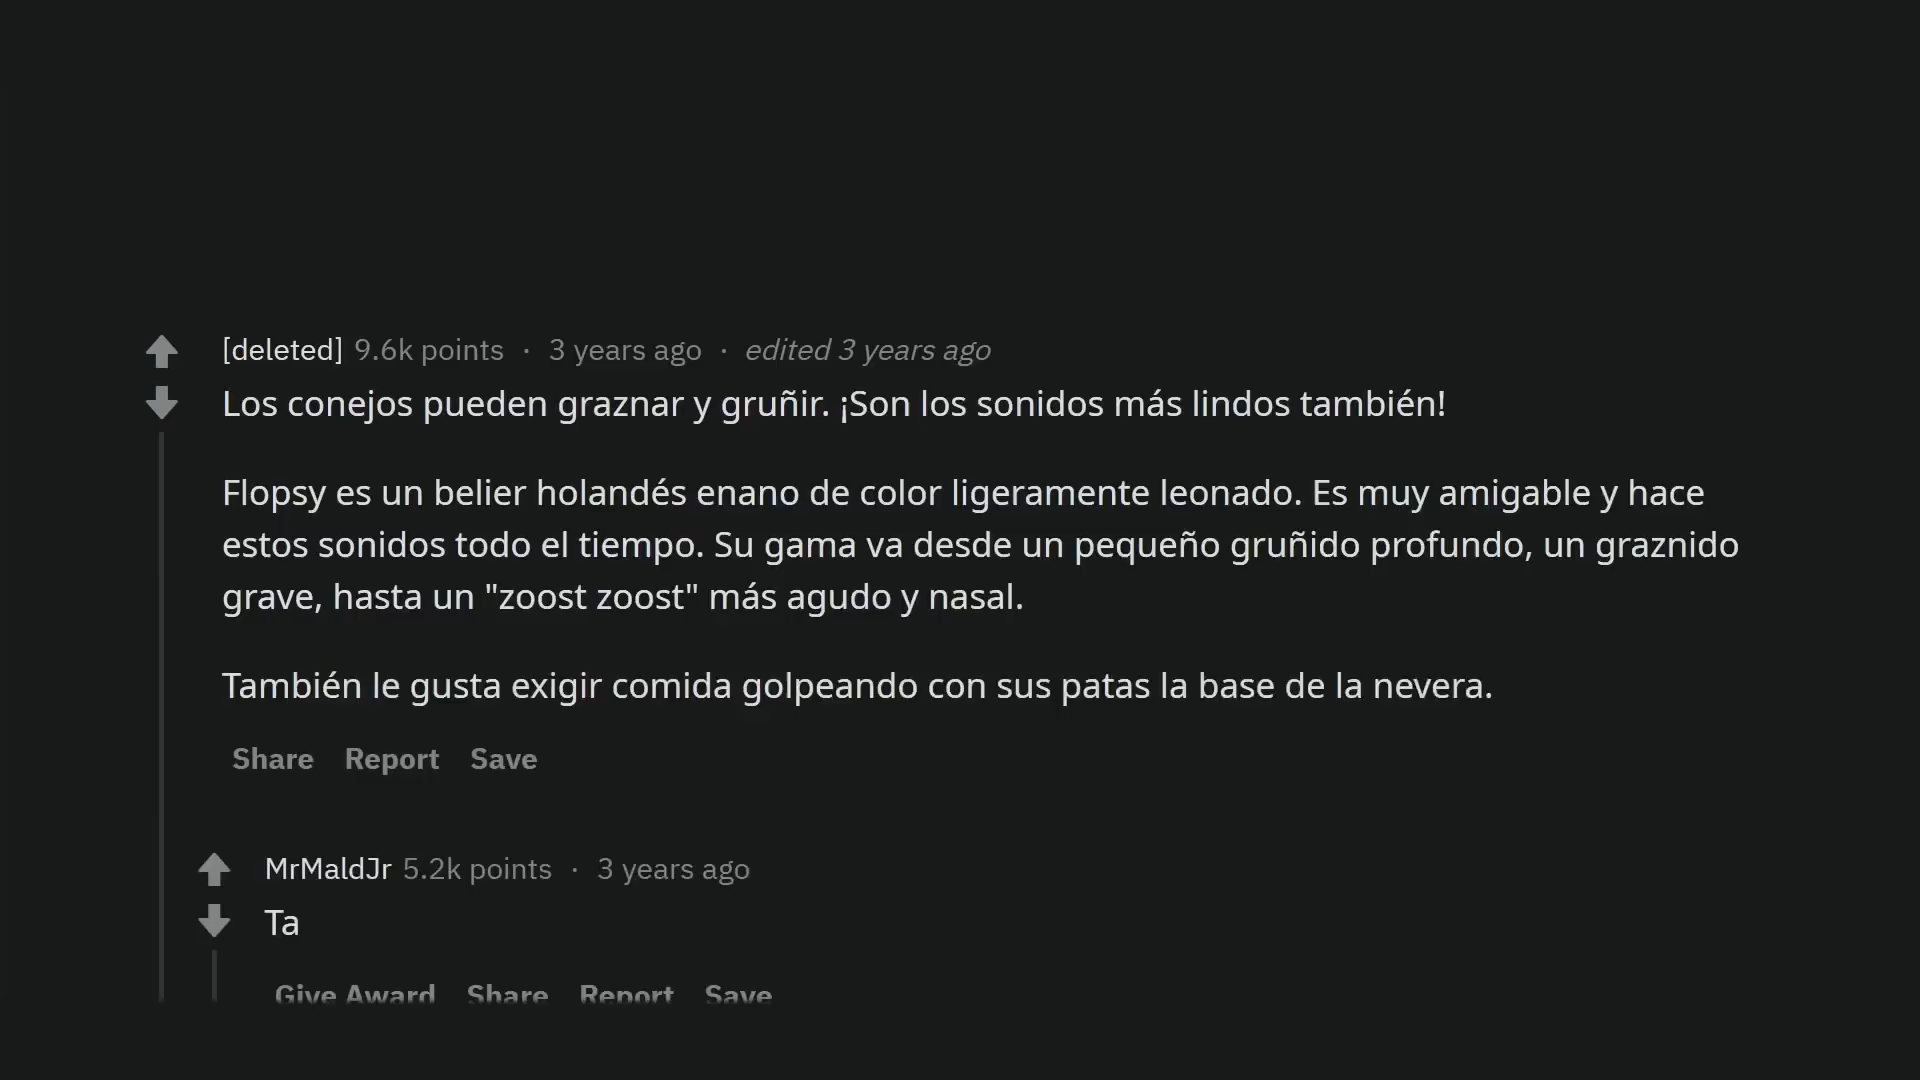 [deleted] 9.6k points · 3 years ago · edited 3 years ago
Los conejos pueden graznar y gruñir. ¡Son los sonidos más lindos también!
Flopsy es un belier holandés enano de color ligeramente leonado. Es muy amigable y hace
estos sonidos todo el tiempo. Su gama va desde un pequeño gruñido profundo, un graznido
grave, hasta un "zoost zoost" más agudo y nasal.
También le gusta exigir comida golpeando con sus patas la base de la nevera.
Share Report Save
MrMaldJr 5.2k points · 3 years ago
Ta
Give Award Share Report Save